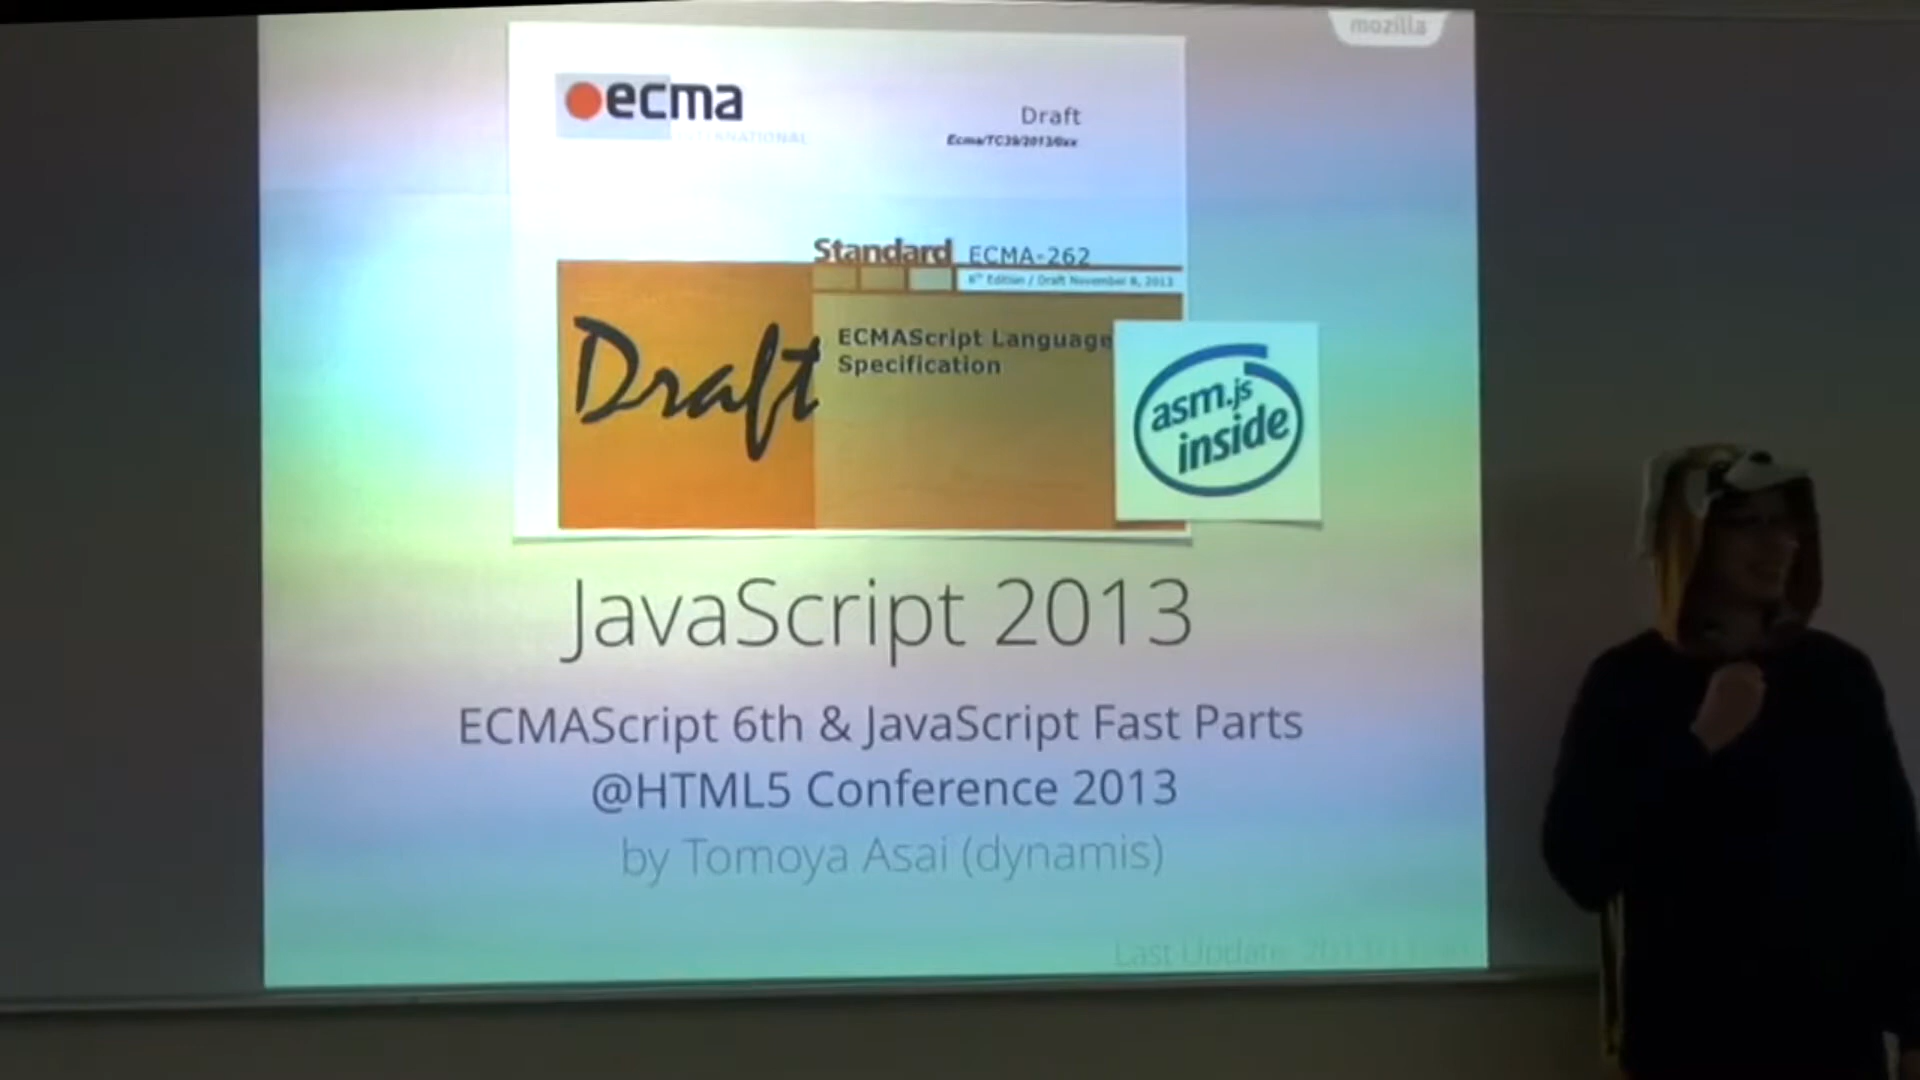 mozilla
ecma
INTERNATIONAL
Draft
Ecma/TC39/2013/0xx
Standard ECMA-262
6th Edition / Draft November 8, 2013
Draft
ECMAScript Language
Specification
asm.js
inside
JavaScript 2013
ECMAScript 6th & JavaScript Fast Parts
@HTML5 Conference 2013
by Tomoya Asai (dynamis)
Last Update: